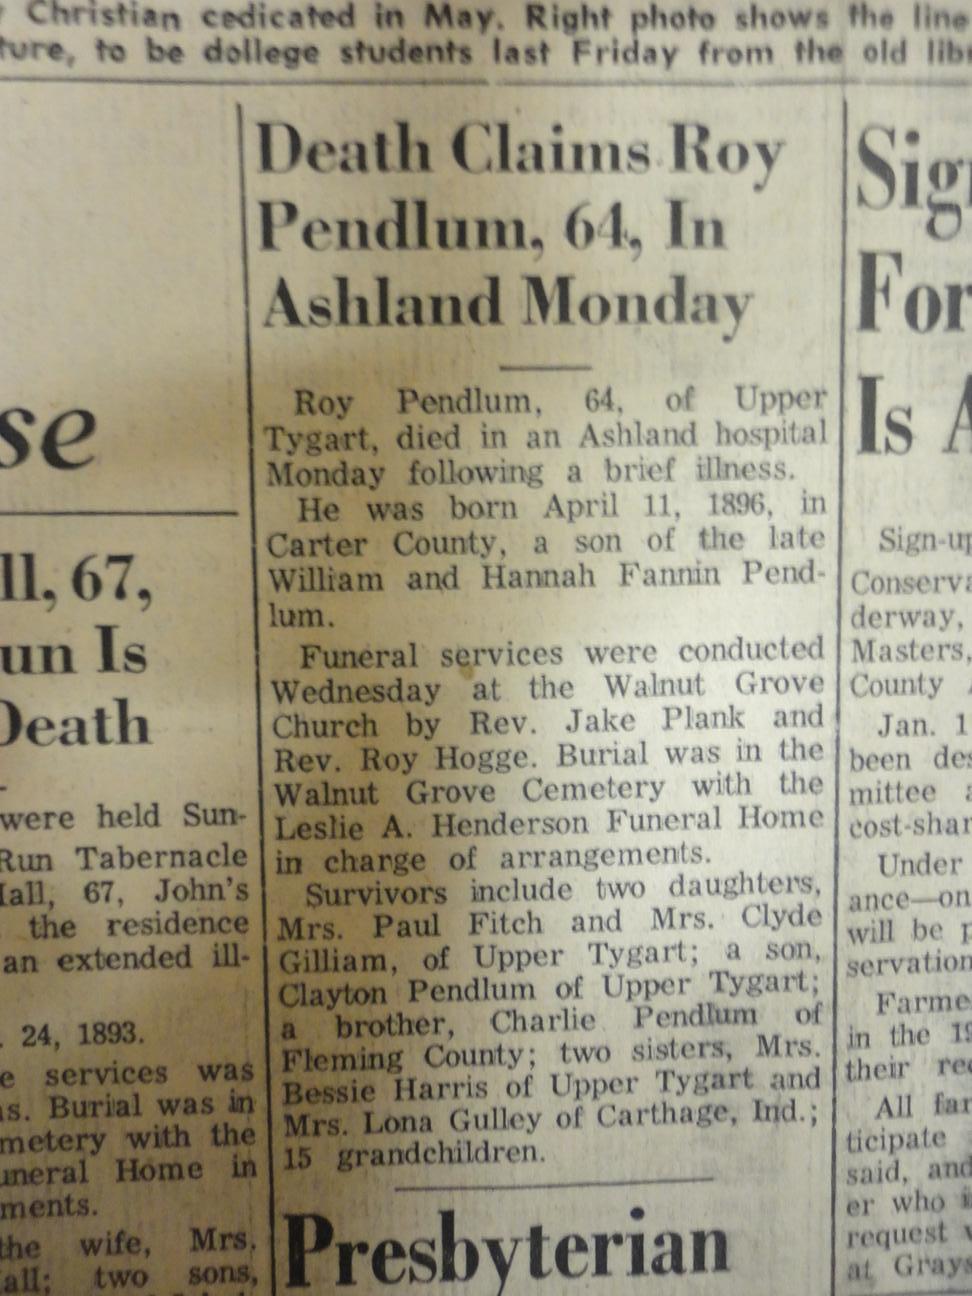 Christian cedicated in May. Right photo shows the line
ture, to be dollege students last Friday from the old
se
ll, 67,
un Is
Death
were held Sun-
Run Tabernacle
Hall, 67, John's
the residence
an extended ill-
24, 1893.
e services was
Burial was in
metery with the
uneral Home in
ments.
the wife, Mrs.
two sons,
Death Claims Roy
Pendlum, 64, In
Ashland Monday
Roy Pendlum, 64, of Upper
Tygart, died in an Ashland hospital
Monday following a brief illness.
He was born April 11, 1896, in
Carter County, a son of the late
William and Hannah Fannin Pend-
lum.
Funeral services were conducted
Wednesday at the Walnut Grove
Church by Rev. Jake Plank and
Rev. Roy Hogge. Burial was in the
Walnut Grove Cemetery with the
Leslie A. Henderson Funeral Home
in charge of arrangements.
Survivors include two daughters,
Mrs. Paul Fitch and Mrs. Clyde
Gilliam, of Upper Tygart; a son,
Clayton Pendlum of Upper Tygart;
a brother, Charlie Pendlum of
Fleming County; two sisters, Mrs.
Bessie Harris of Upper Tygart and
Mrs. Lona Gulley of Carthage, Ind.;
15 grandchildren.
Presbyterian
Sig
For
Is A
Sign-up
Conserva
derway,
Masters,
County
Jan. 1
been des
mittee a
cost-shar
Under
ance—on
will be p
servation
Farme
in the 19
their rec
All far
ticipate
said, and
er who i
request
at Grays